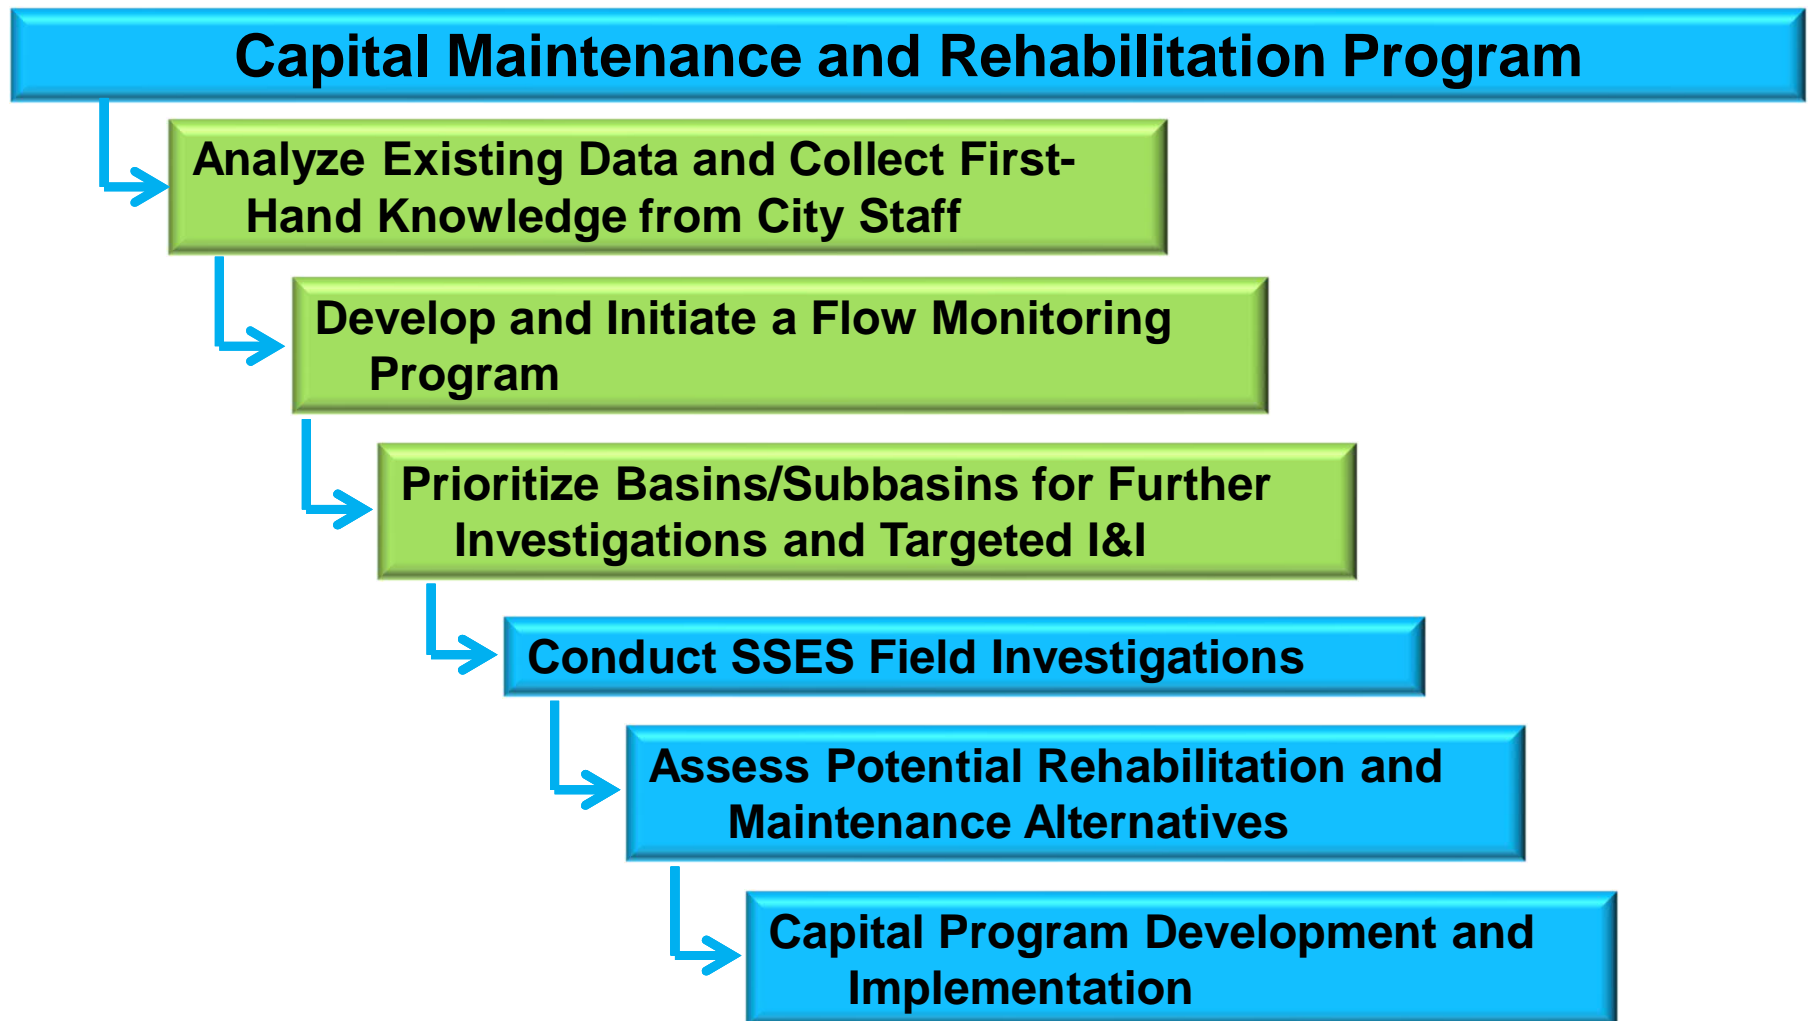 Capital Maintenance and Rehabilitation Program
Analyze Existing Data and Collect First-
Hand Knowledge from City Staff
Develop and Initiate a Flow Monitoring
Program
Prioritize Basins/Subbasins for Further
Investigations and Targeted I&I
Conduct SSES Field Investigations
Assess Potential Rehabilitation and
Maintenance Alternatives
Capital Program Development and
Implementation